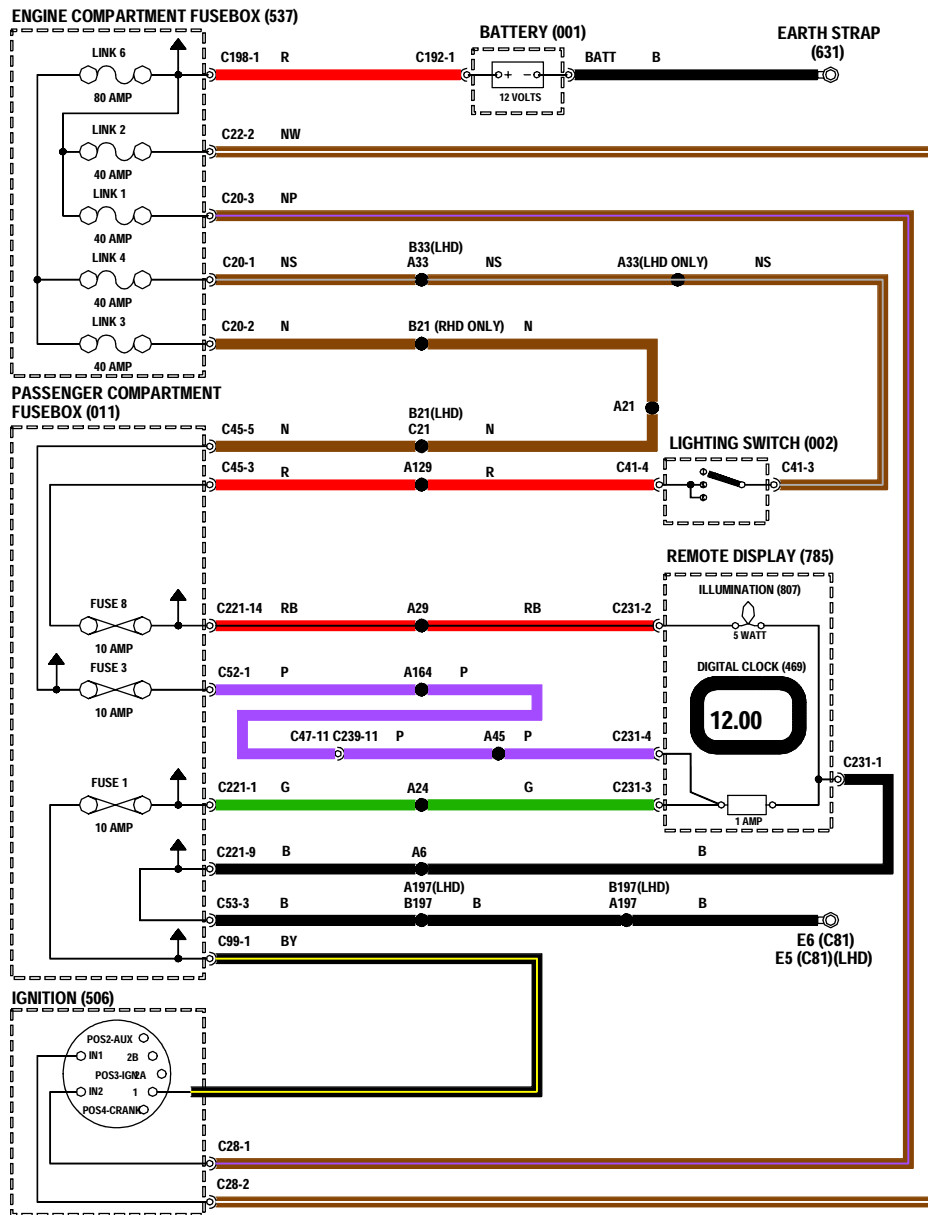 ENGINE COMPARTMENT FUSEBOX (537)
BATTERY (001)
EARTH STRAP
(631)
LINK 6
80 AMP
C198-1 R C192-1
+ -
12 VOLTS
BATT B
LINK 2
40 AMP
C22-2 NW
LINK 1
40 AMP
C20-3 NP
LINK 4
40 AMP
C20-1 NS
B33(LHD)
A33 NS A33(LHD ONLY) NS
LINK 3
40 AMP
C20-2 N B21 (RHD ONLY) N
A21
PASSENGER COMPARTMENT
FUSEBOX (011)
C45-5 N
B21(LHD)
C21 N
LIGHTING SWITCH (002)
C45-3 R A129 R C41-4 C41-3
REMOTE DISPLAY (785)
ILLUMINATION (807)
5 WATT
FUSE 8
10 AMP
C221-14 RB A29 RB C231-2
FUSE 3
10 AMP
C52-1 P A164 P
DIGITAL CLOCK (469)
12.00
C47-11 C239-11 P A45 P C231-4
C231-1
FUSE 1
10 AMP
C221-1 G A24 G C231-3
1 AMP
C221-9 B A6 B
C53-3 B
A197(LHD)
B197 B
B197(LHD)
A197 B
E6 (C81)
E5 (C81)(LHD)
C99-1 BY
IGNITION (506)
POS2-AUX
IN1 2B
POS3-IGN 2A
IN2 1
POS4-CRANK
C28-1
C28-2